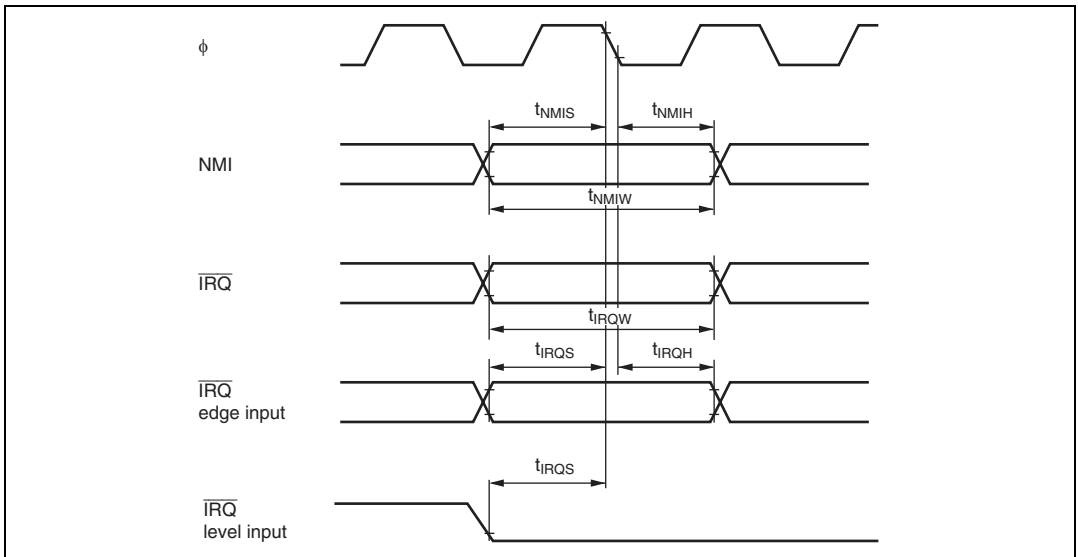 ϕ
tNMIS
tNMIH
NMI
tNMIW
IRQ
tIRQW
tIRQS
tIRQH
IRQ
edge input
tIRQS
IRQ
level input